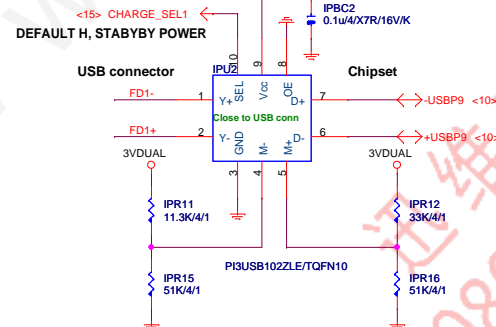 <15> CHARGE_SEL1
IPBC2
0.1u/4/X7R/16V/K
DEFAULT H, STABYBY POWER
USB connector
IPU2
Chipset
10
9
8
SEL
Vcc
OE
FD1-
1
Y+
D+
7
-USBP9 <10>
Close to USB conn
FD1+
2
Y-
D-
6
+USBP9 <10>
GND
M-
M+
3
4
5
3VDUAL
3VDUAL
IPR11
11.3K/4/1
IPR12
33K/4/1
PI3USB102ZLE/TQFN10
IPR15
51K/4/1
IPR16
51K/4/1